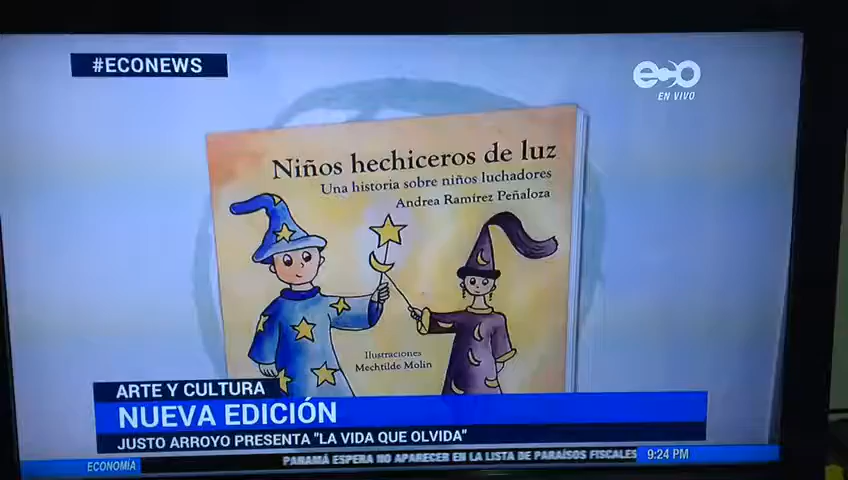 #ECONEWS
eco
EN VIVO
Niños hechiceros de luz
Una historia sobre niños luchadores
Andrea Ramírez Peñaloza
Ilustraciones
Mechtilde Molin
ARTE Y CULTURA
NUEVA EDICIÓN
JUSTO ARROYO PRESENTA "LA VIDA QUE OLVIDA"
ECONOMÍA
PANAMÁ ESPERA NO APARECER EN LA LISTA DE PARAÍSOS FISCALES
9:24 PM